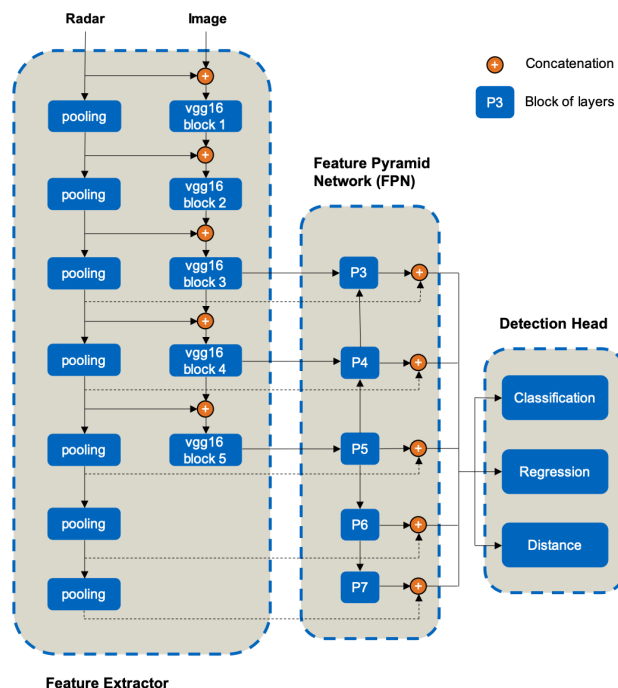 Radar
Image
+
Concatenation
P3
Block of layers
pooling
vgg16
block 1
+
Feature Pyramid
Network (FPN)
pooling
vgg16
block 2
+
pooling
vgg16
block 3
P3
+
+
Detection Head
pooling
vgg16
block 4
P4
+
Classification
+
pooling
vgg16
block 5
P5
+
Regression
pooling
P6
+
Distance
pooling
P7
+
+
Feature Extractor